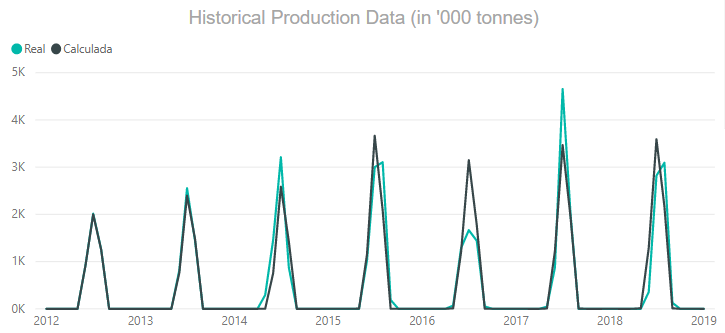 Historical Production Data (in '000 tonnes)
Real Calculada
5K
4K
3K
2K
1K
0K
2012 2013 2014 2015 2016 2017 2018 2019